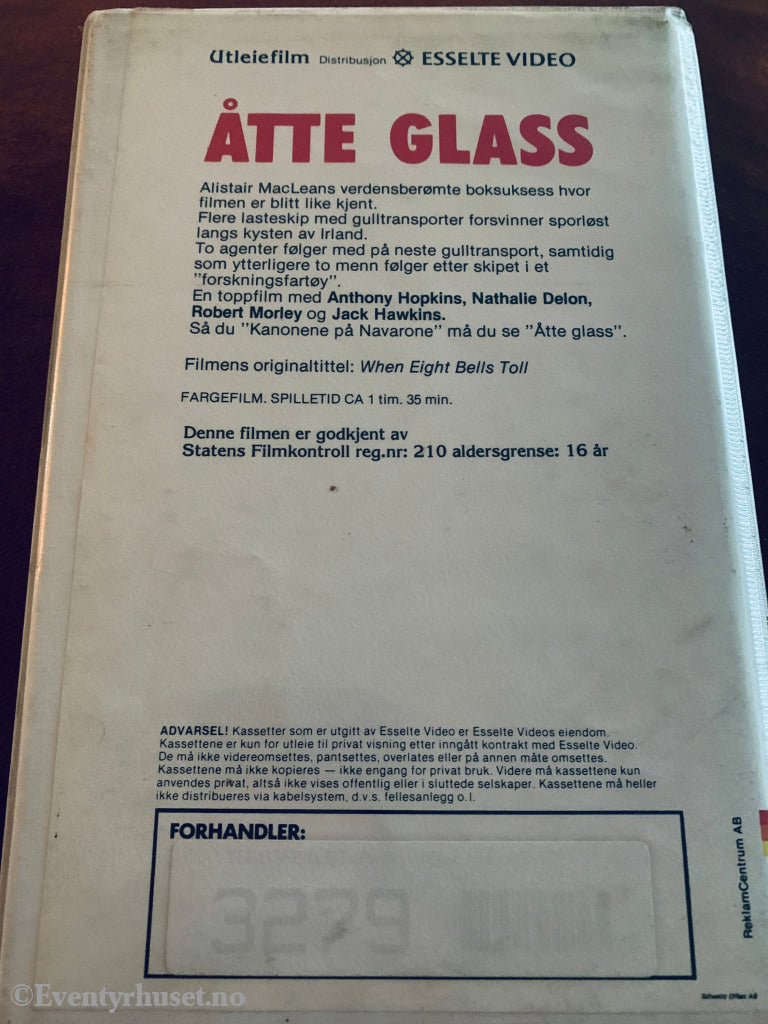 Utleiefilm Distribusjon ESSELTE VIDEO
ÅTTE GLASS
Alistair MacLeans verdensberømte boksuksess hvor
filmen er blitt like kjent.
Flere lasteskip med gulltransporter forsvinner sporløst
langs kysten av Irland.
To agenter følger med på neste gulltransport, samtidig
som ytterligere to menn følger etter skipet i et
"forskningsfartøy".
En toppfilm med Anthony Hopkins, Nathalie Delon,
Robert Morley og Jack Hawkins.
Så du "Kanonene på Navarone" må du se "Åtte glass".
Filmens originaltittel: When Eight Bells Toll
FARGEFILM. SPILLETID CA 1 tim. 35 min.
Denne filmen er godkjent av
Statens Filmkontroll reg.nr: 210 aldersgrense: 16 år
ADVARSEL! Kassetter som er utgitt av Esselte Video er Esselte Videos eiendom.
Kassettene er kun for utleie til privat visning etter inngått kontrakt med Esselte Video.
De må ikke videreomsettes, pantsettes, overlates eller på annen måte omsettes.
Kassettene må ikke kopieres — ikke engang for privat bruk. Videre må kassettene kun
anvendes privat, altså ikke vises offentlig eller i sluttede selskaper. Kassettene må heller
ikke distribueres via kabelsystem, d.v.s. fellesanlegg o.l.
FORHANDLER:
3279
ReklamCentrum AB
©Eventyrhuset.no